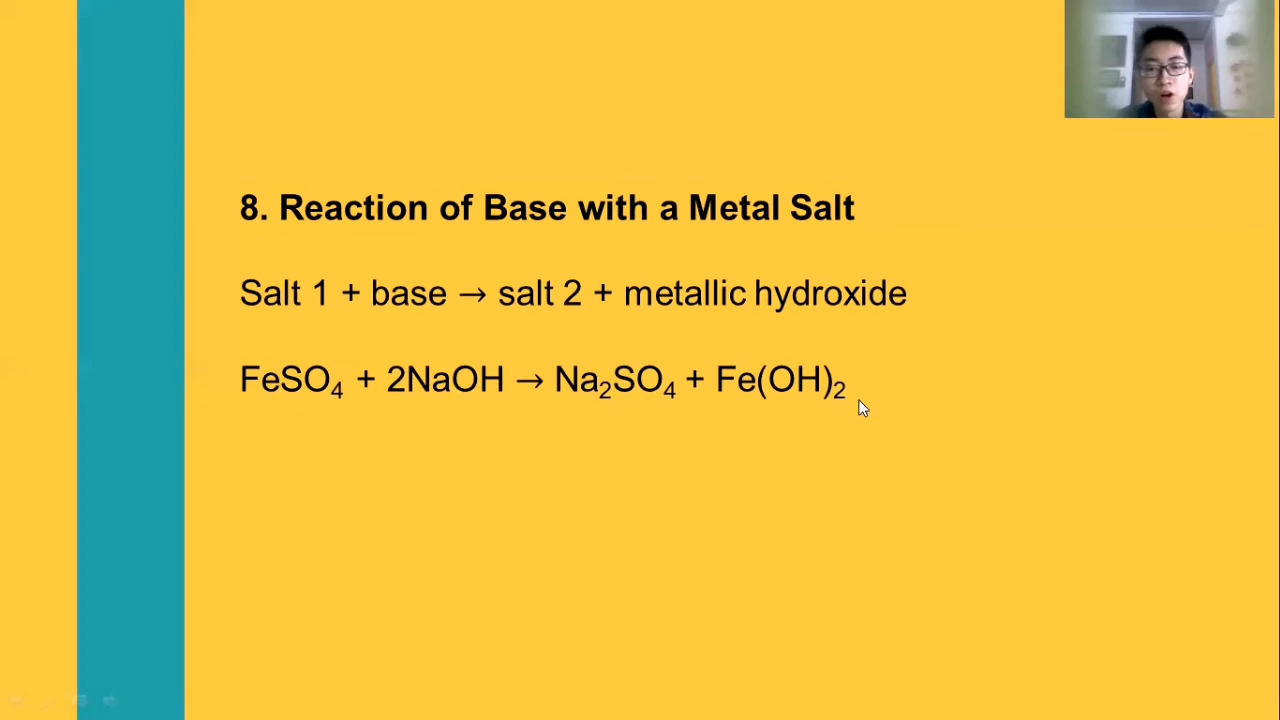 8. Reaction of Base with a Metal Salt
Salt 1 + base → salt 2 + metallic hydroxide
FeSO₄ + 2NaOH → Na₂SO₄ + Fe(OH)₂